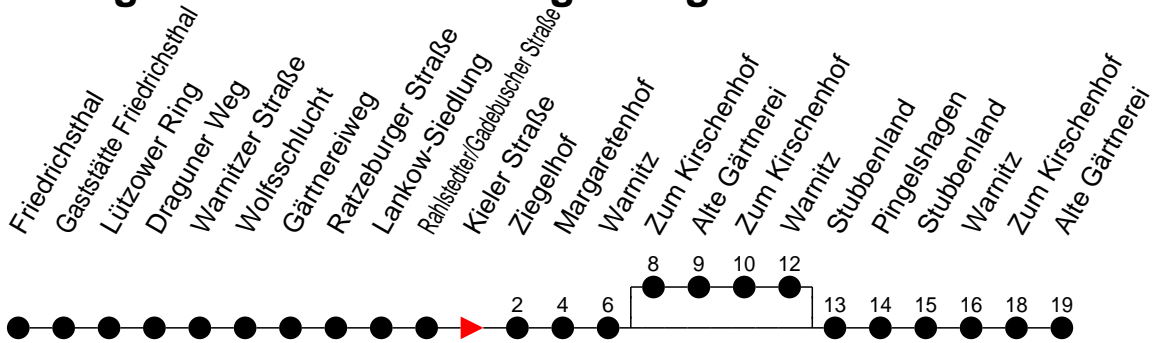 Friedrichsthal
Gaststätte Friedrichsthal
Lützower Ring
Draguner Weg
Warnitzer Straße
Wolfsschlucht
Gärtnereiweg
Ratzeburger Straße
Lankow-Siedlung
Rahlstedter/Gadebuscher Straße
Kieler Straße
Ziegelhof
Margaretenhof
Warnitz
Zum Kirschenhof
Alte Gärtnerei
Zum Kirschenhof
Warnitz
Stubbenland
Pingelshagen
Stubbenland
Warnitz
Zum Kirschenhof
Alte Gärtnerei
8 9 10 12
2 4 6 13 14 15 16 18 19